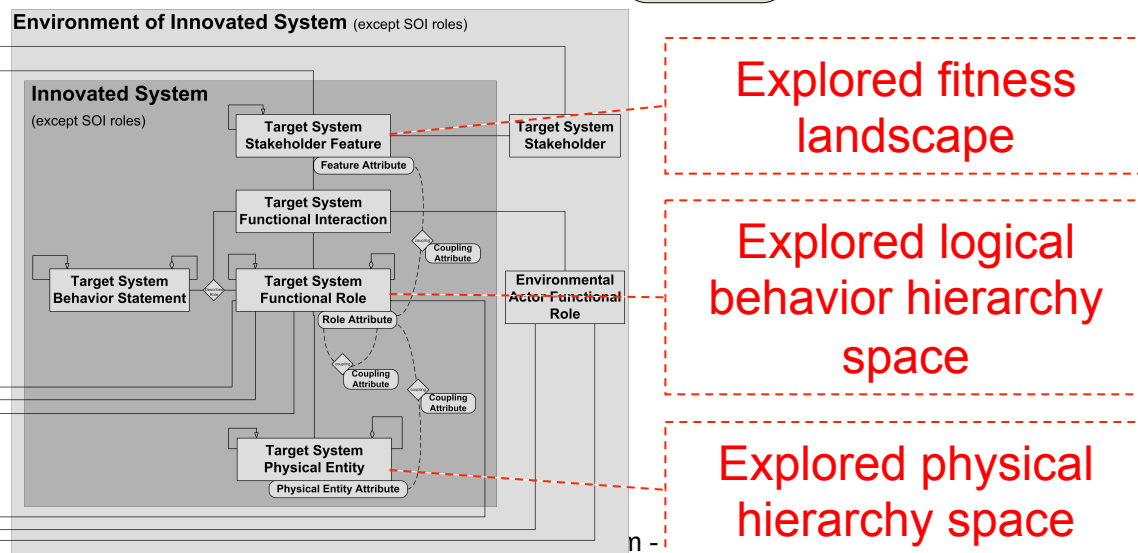 Environment of Innovated System (except SOI roles)
Innovated System
(except SOI roles)
Target System
Stakeholder Feature
Feature Attribute
Target System
Stakeholder
Target System
Functional Interaction
coupling
Coupling
Attribute
Target System
Behavior Statement
Target System
Functional Role
Role Attribute
Environmental
Actor Functional
Role
coupling
Coupling
Attribute
coupling
Coupling
Attribute
Target System
Physical Entity
Physical Entity Attribute
Explored fitness
landscape
Explored logical
behavior hierarchy
space
Explored physical
hierarchy space